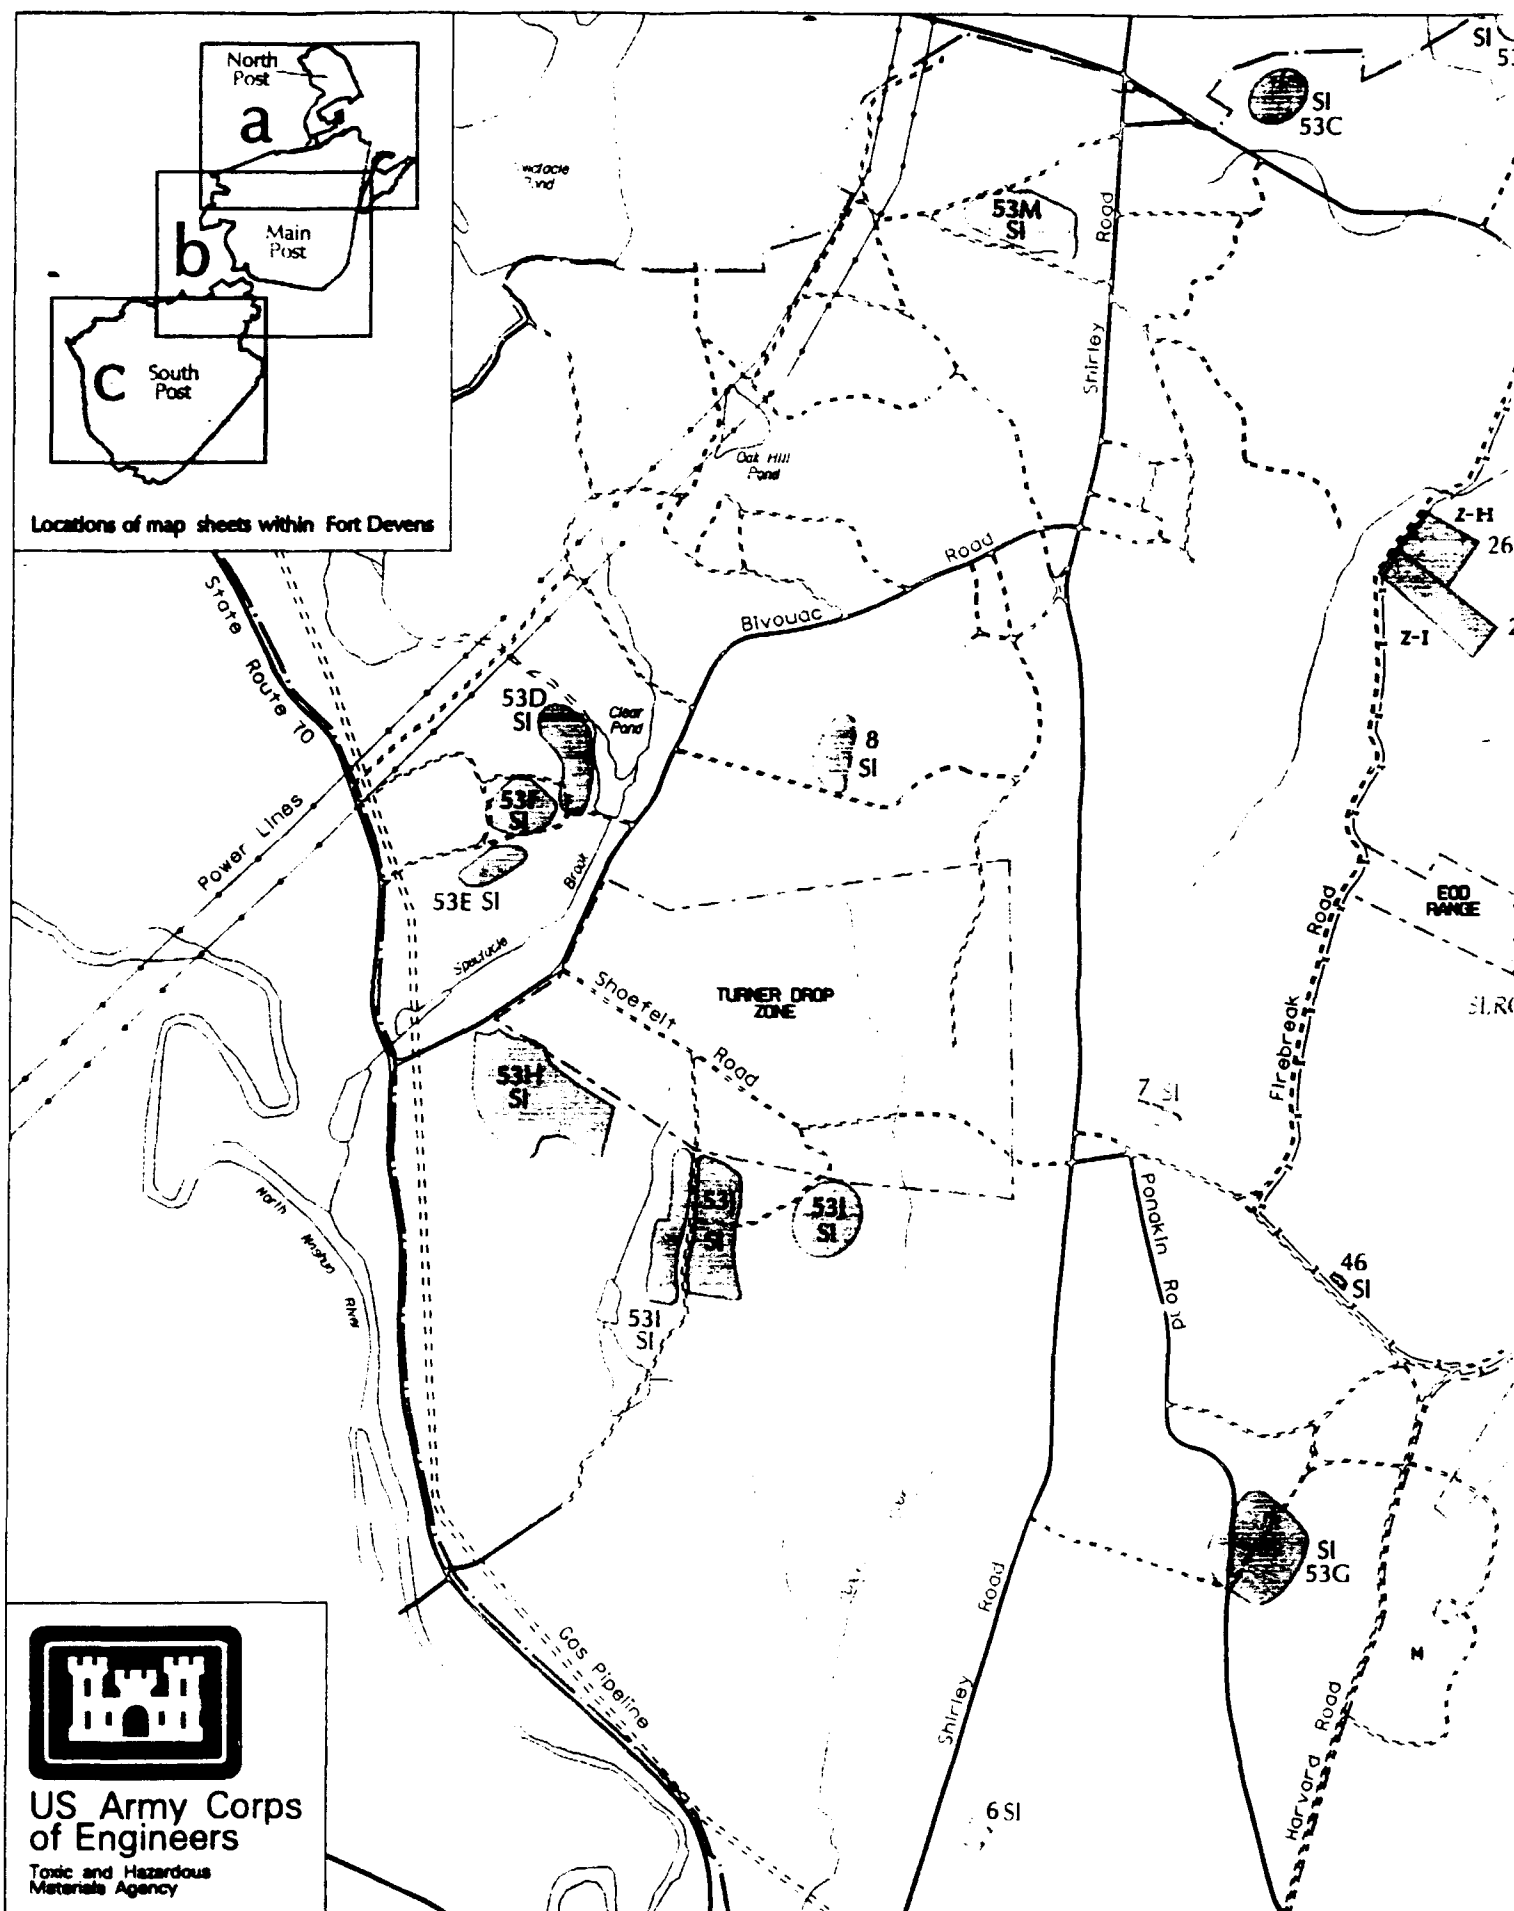 North
Post
a
b
Main
Post
C
South
Post
Locations of map sheets within Fort Devens
SI
SI
53C
53M
SI
Road
Shirley
Oak Hill
Pond
Z-H
26
Z-I
Road
Bivouac
State Route 70
53D
SI
Clear
Pond
8
SI
53F
SI
Power Lines
53E SI
Brook
Spectacle
EOD
RANGE
Road
Firebreak
TURNER DROP
ZONE
Shoefelt
Road
53H
SI
7 SI
53J
SI
SI
53I
SI
Ponakin Road
46
SI
North
River
SI
53G
Road
Shirley
Gas Pipeline
M
Harvard Road
6 SI
US Army Corps
of Engineers
Toxic and Hazardous
Materials Agency